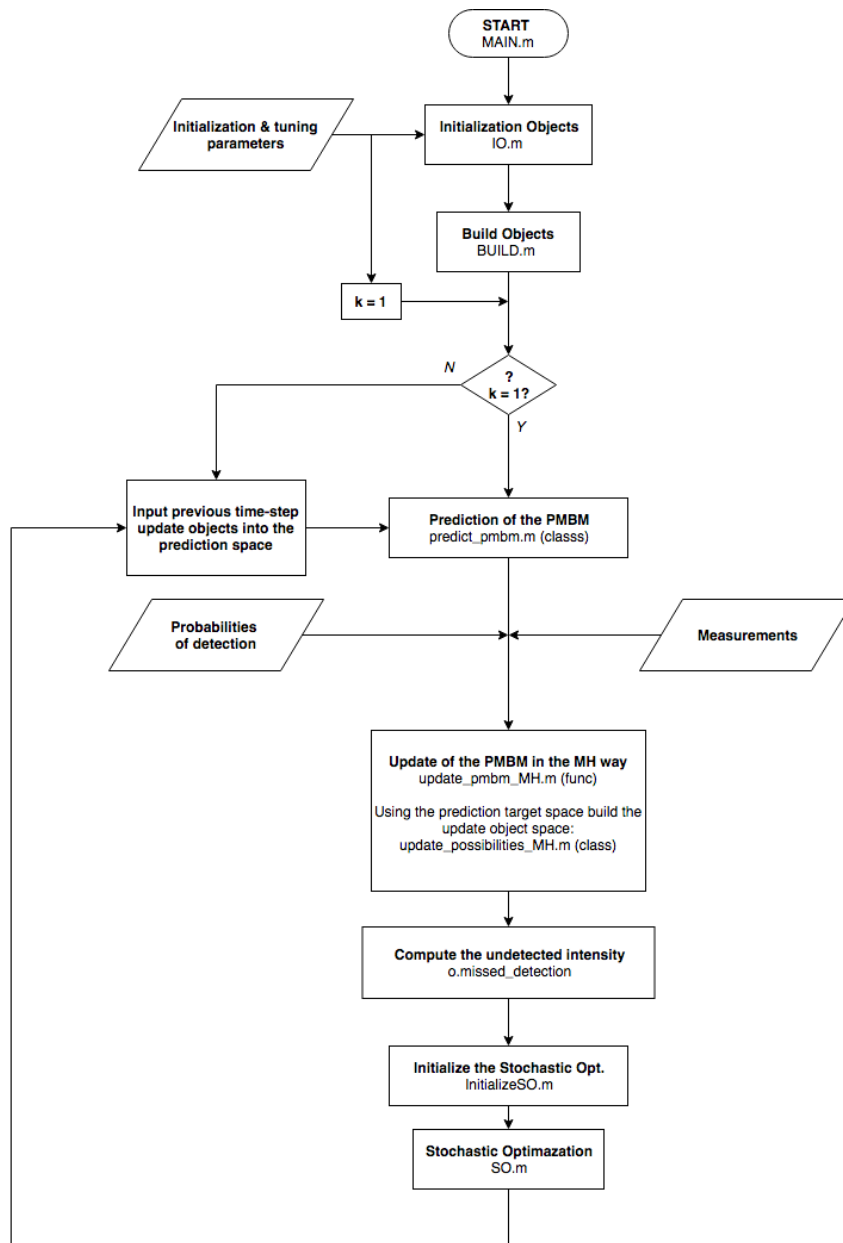 START
MAIN.m
Initialization & tuning
parameters
Initialization Objects
IO.m
Build Objects
BUILD.m
k = 1
N
?
k = 1?
Y
Input previous time-step
update objects into the
prediction space
Prediction of the PMBM
predict_pmbm.m (classs)
Probabilities
of detection
Measurements
Update of the PMBM in the MH way
update_pmbm_MH.m (func)
Using the prediction target space build the
update object space:
update_possibilities_MH.m (class)
Compute the undetected intensity
o.missed_detection
Initialize the Stochastic Opt.
InitializeSO.m
Stochastic Optimazation
SO.m